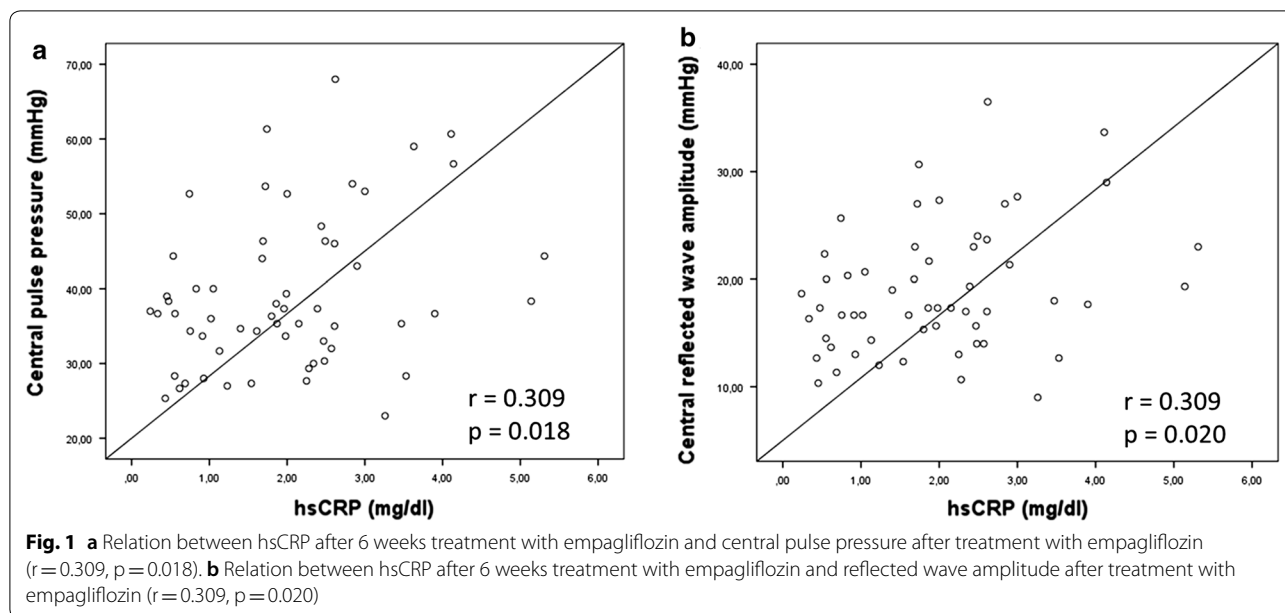 a
Central pulse pressure (mmHg)
70,00
60,00
50,00
40,00
30,00
20,00
,00 1,00 2,00 3,00 4,00 5,00 6,00
hsCRP (mg/dl)
r = 0.309
p = 0.018
b
Central reflected wave amplitude (mmHg)
40,00
30,00
20,00
10,00
,00 1,00 2,00 3,00 4,00 5,00 6,00
hsCRP (mg/dl)
r = 0.309
p = 0.020
Fig. 1 a Relation between hsCRP after 6 weeks treatment with empagliflozin and central pulse pressure after treatment with empagliflozin
(r = 0.309, p = 0.018). b Relation between hsCRP after 6 weeks treatment with empagliflozin and reflected wave amplitude after treatment with
empagliflozin (r = 0.309, p = 0.020)